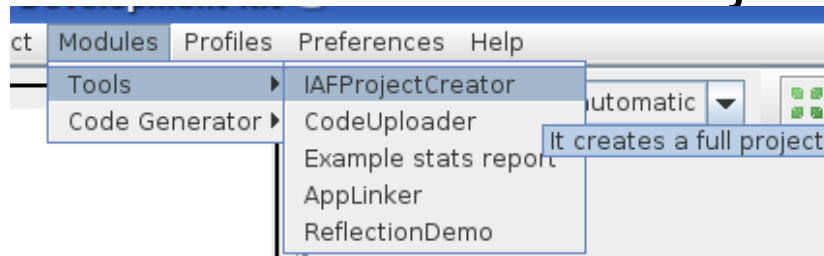 ct Modules Profiles Preferences Help
Tools IAFProjectCreator
utomatic
Code Generator CodeUploader
It creates a full project
Example stats report
AppLinker
ReflectionDemo